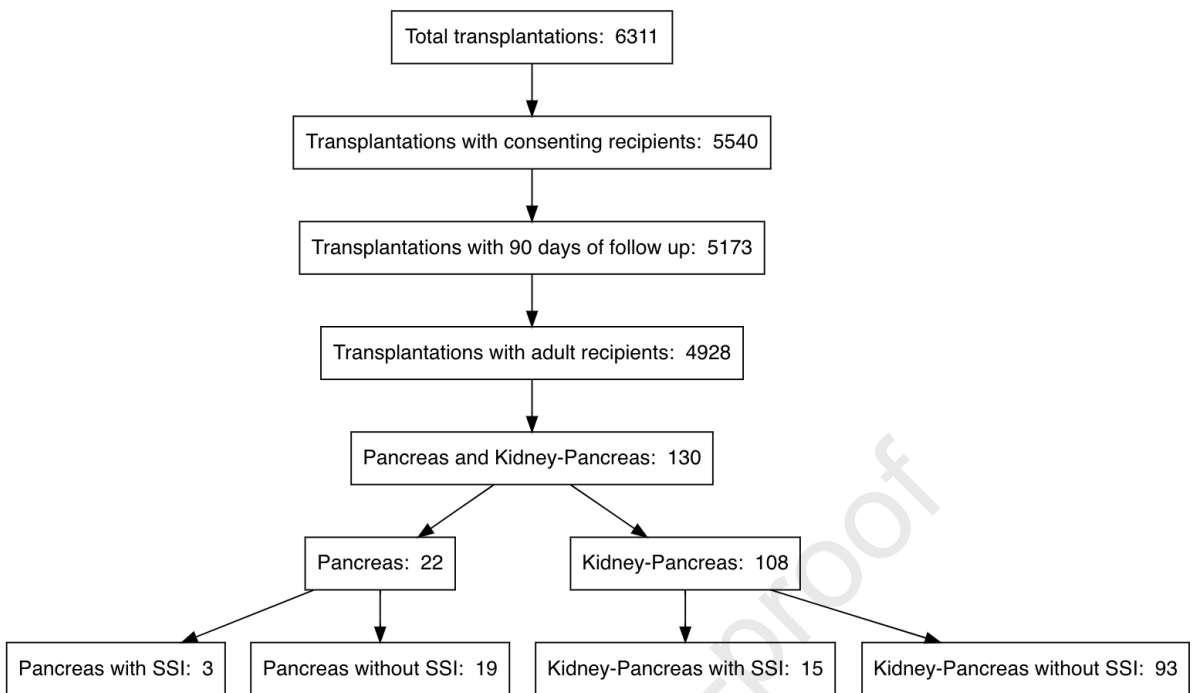 Total transplantations: 6311
Transplantations with consenting recipients: 5540
Transplantations with 90 days of follow up: 5173
Transplantations with adult recipients: 4928
Pancreas and Kidney-Pancreas: 130
Pancreas: 22
Kidney-Pancreas: 108
Pancreas with SSI: 3
Pancreas without SSI: 19
Kidney-Pancreas with SSI: 15
Kidney-Pancreas without SSI: 93